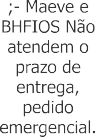 ;- Maeve e
BHFIOS Não
atendem o
prazo de
entrega,
pedido
emergencial.